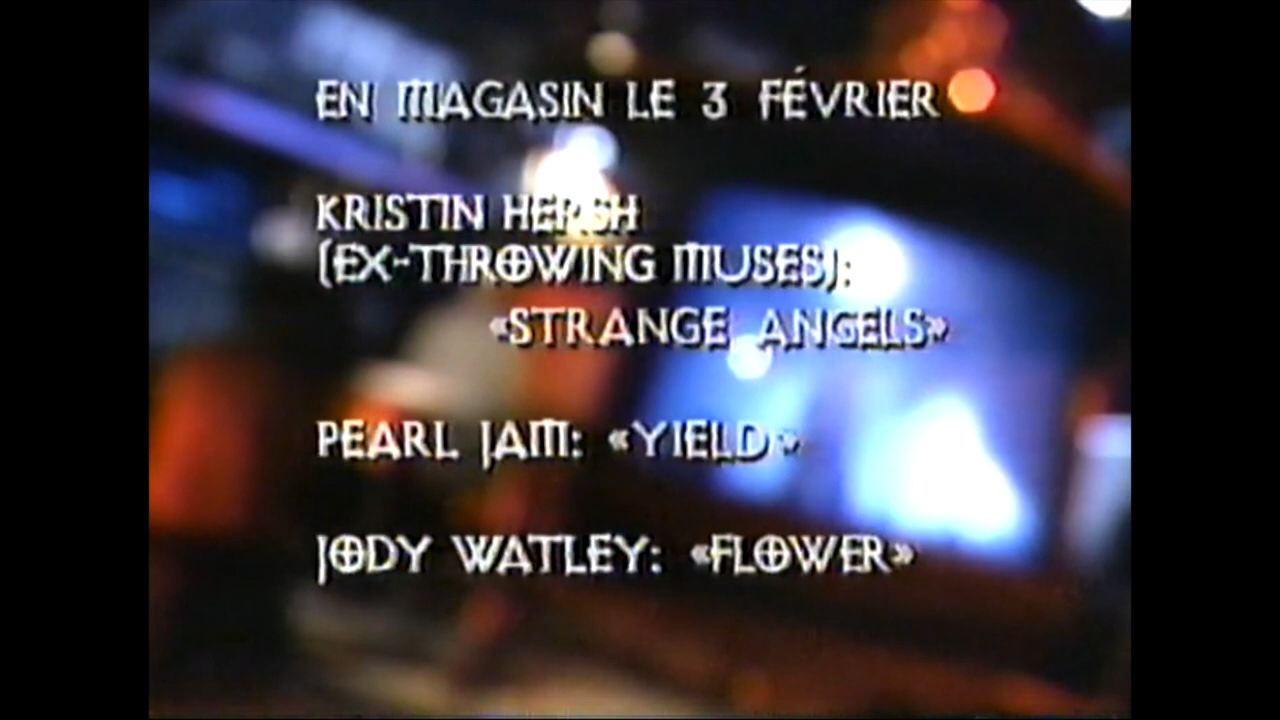 EN MAGASIN LE 3 FÉVRIER
KRISTIN HERSH
(EX-THROWING MUSES):
«STRANGE ANGELS»
PEARL JAM: «YIELD»
JODY WATLEY: «FLOWER»